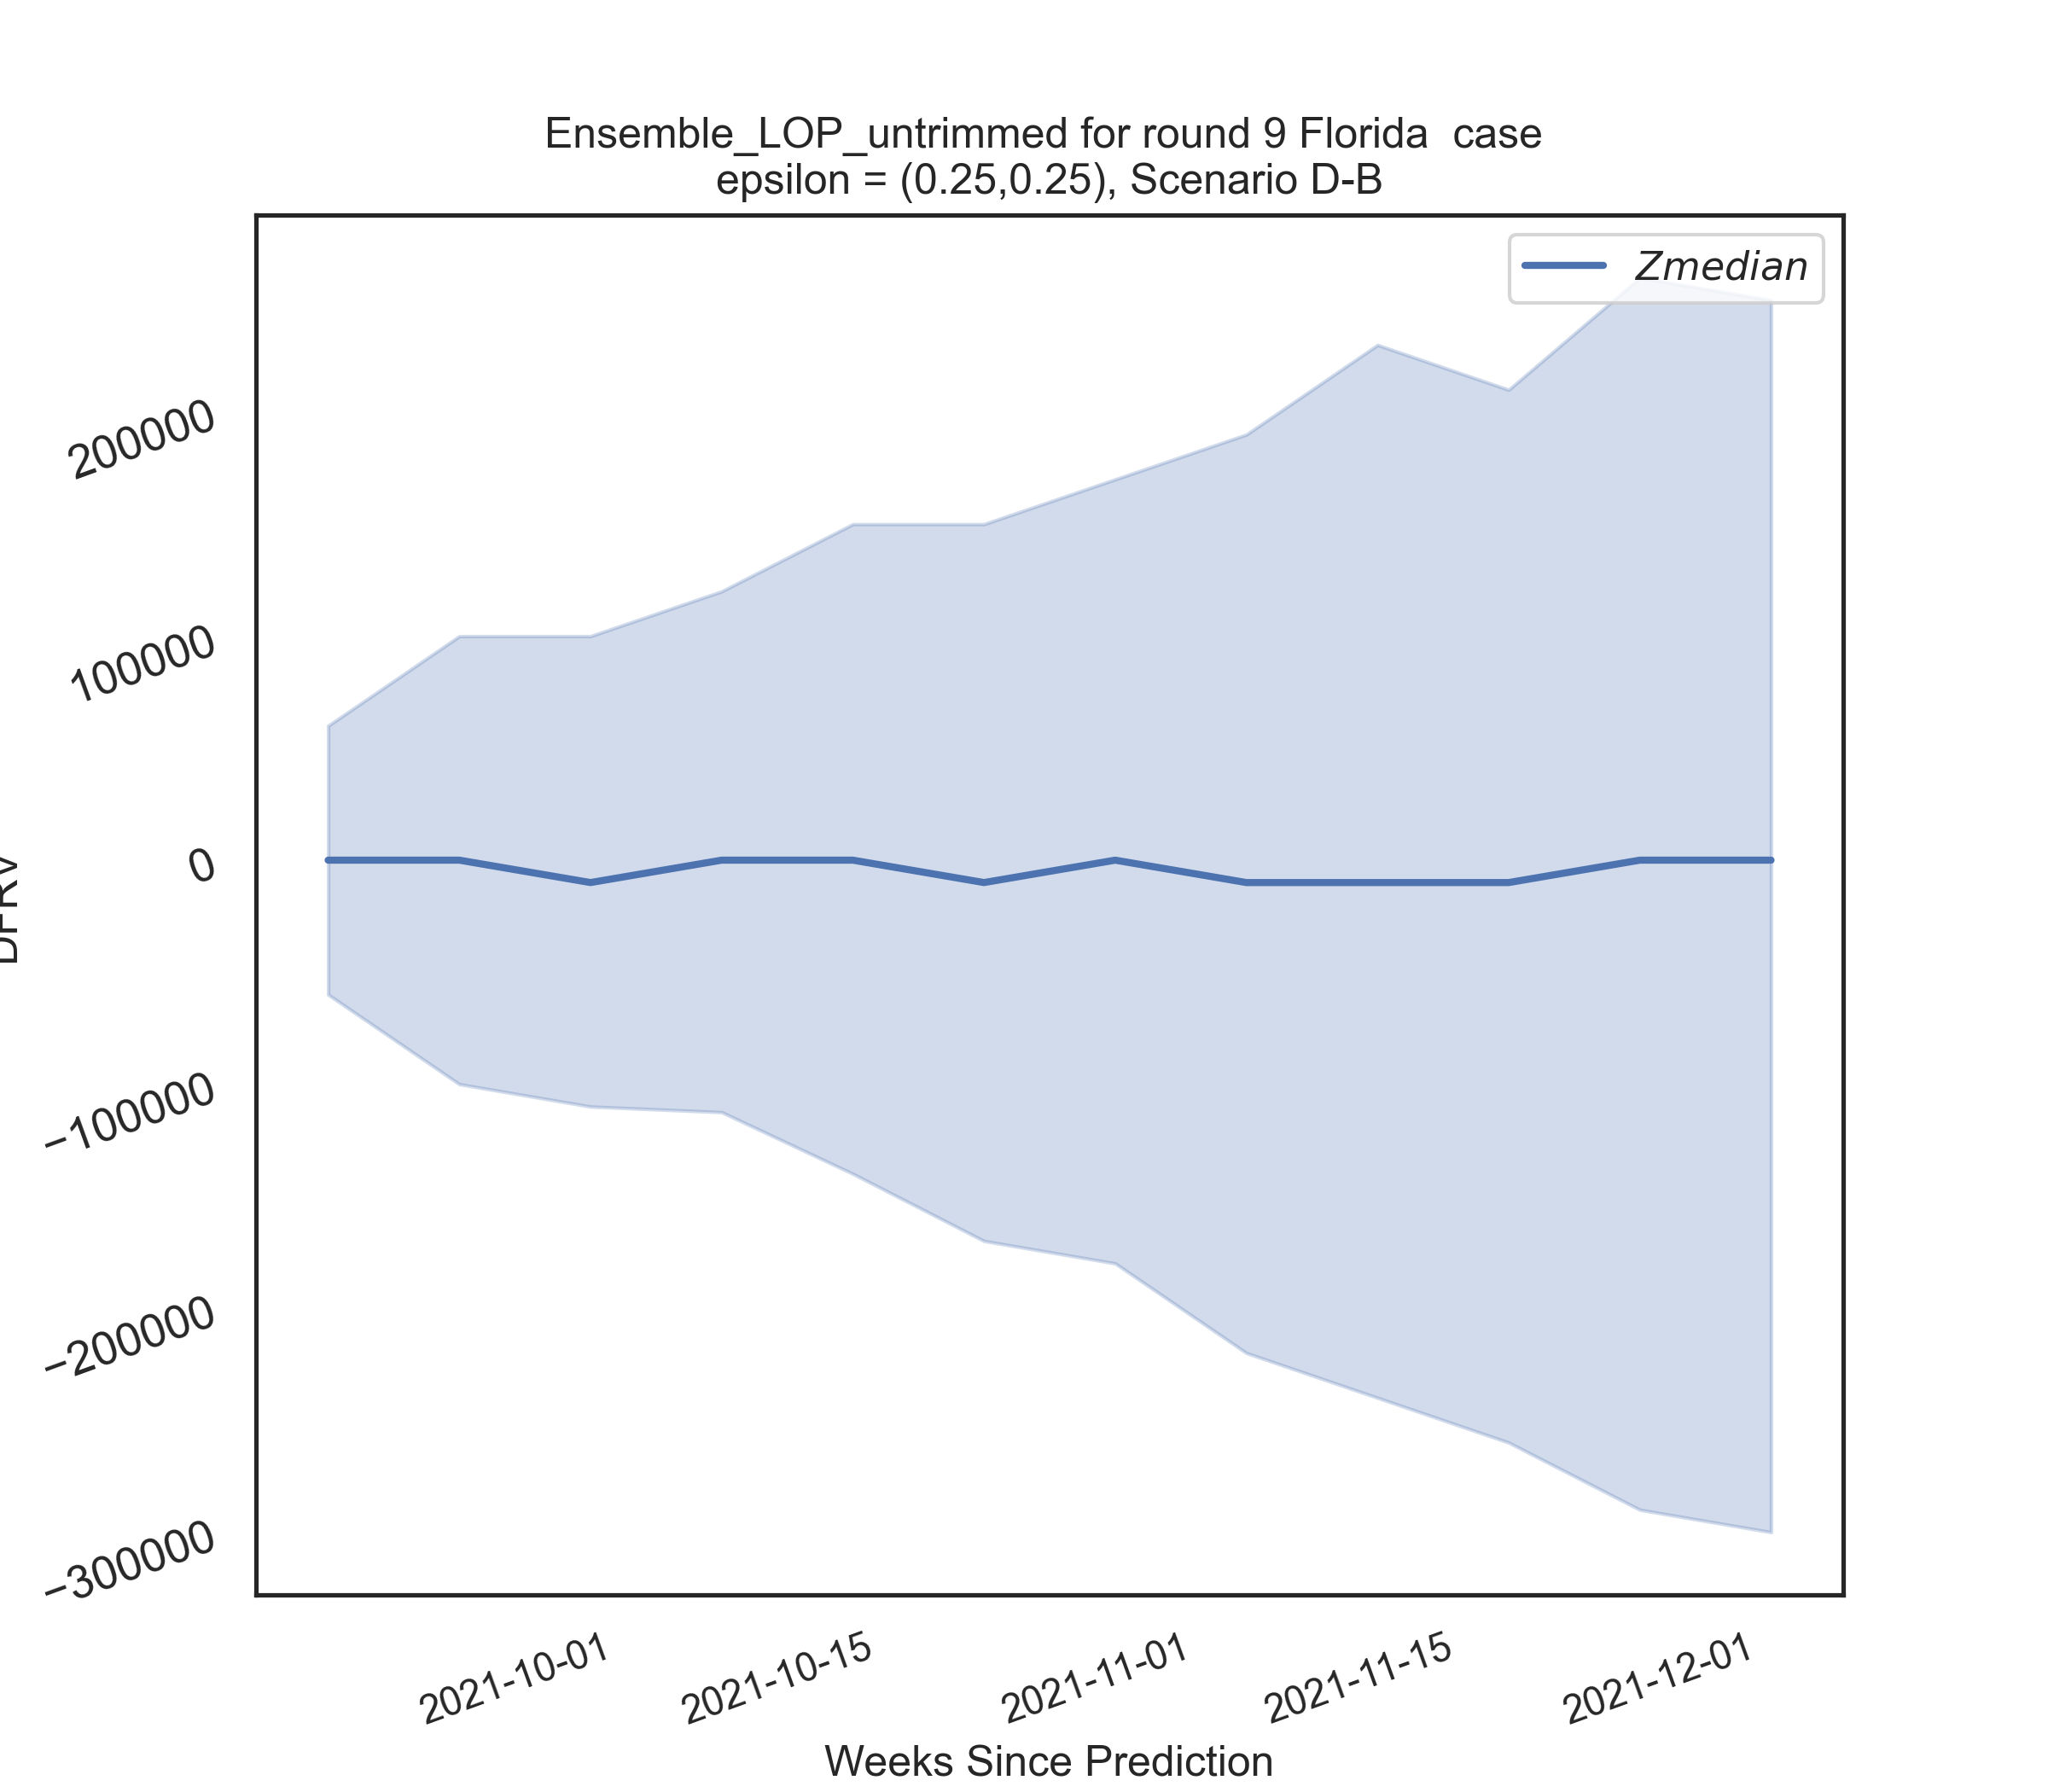 Ensemble_LOP_untrimmed for round 9 Florida  case
epsilon = (0.25,0.25), Scenario D-B
Zmedian
200000
100000
0
−100000
−200000
−300000
2021-10-01
2021-10-15
2021-11-01
2021-11-15
2021-12-01
Weeks Since Prediction